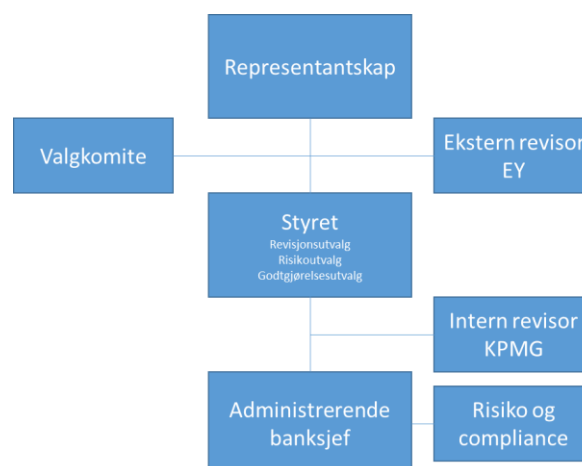 Representantskap
Valgkomite
Ekstern revisor
EY
Styret
Revisjonsutvalg
Risikoutvalg
Godtgjørelsesutvalg
Intern revisor
KPMG
Administrerende
banksjef
Risiko og
compliance